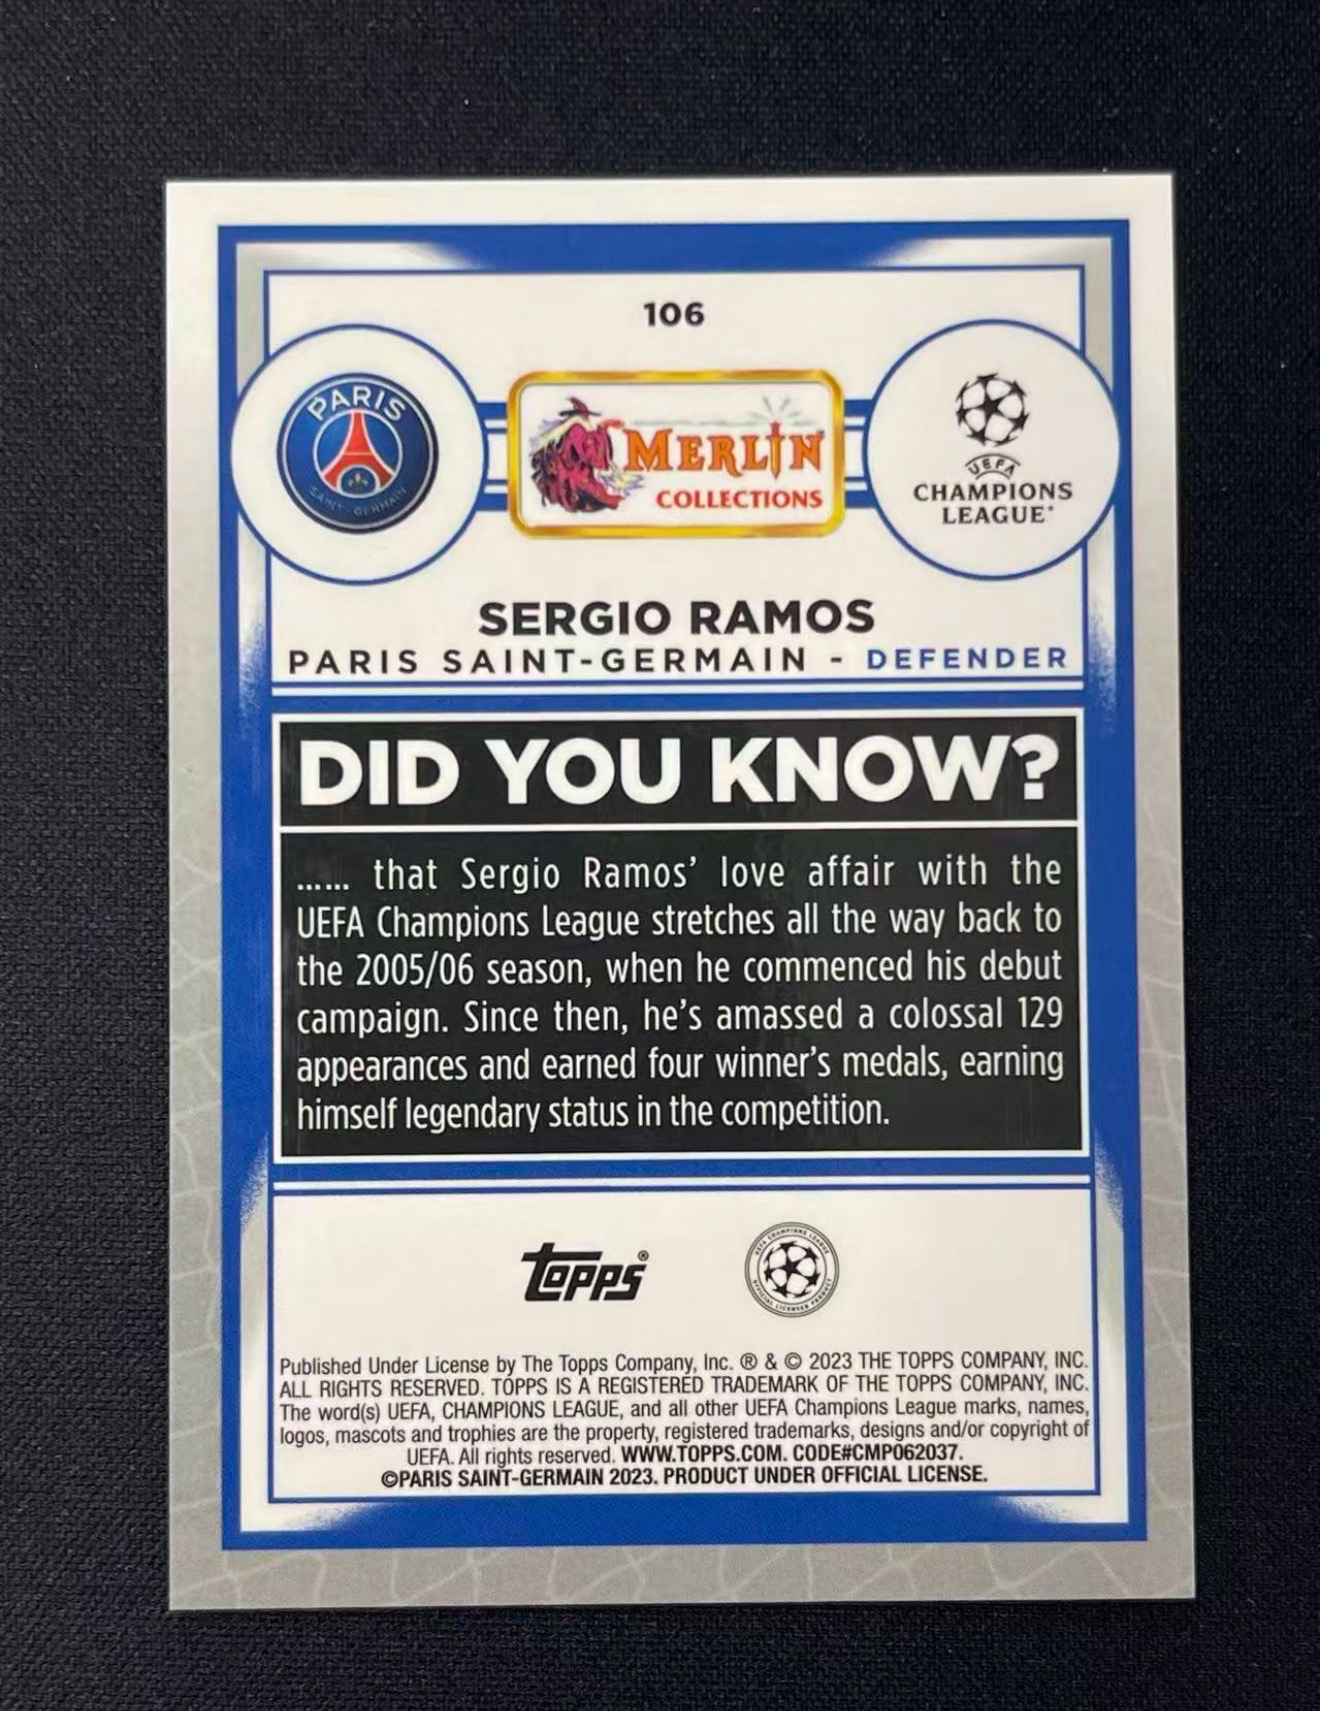 106
PARIS
SAINT-GERMAIN
MERLIN
COLLECTIONS
UEFA
CHAMPIONS
LEAGUE®
SERGIO RAMOS
PARIS SAINT-GERMAIN - DEFENDER
DID YOU KNOW?
...... that Sergio Ramos' love affair with the
UEFA Champions League stretches all the way back to
the 2005/06 season, when he commenced his debut
campaign. Since then, he's amassed a colossal 129
appearances and earned four winner's medals, earning
himself legendary status in the competition.
topps®
UEFA CHAMPIONS LEAGUE
OFFICIAL LICENSED PRODUCT
Published Under License by The Topps Company, Inc. ® & © 2023 THE TOPPS COMPANY, INC.
ALL RIGHTS RESERVED. TOPPS IS A REGISTERED TRADEMARK OF THE TOPPS COMPANY, INC.
The word(s) UEFA, CHAMPIONS LEAGUE, and all other UEFA Champions League marks, names,
logos, mascots and trophies are the property, registered trademarks, designs and/or copyright of
UEFA. All rights reserved. WWW.TOPPS.COM. CODE#CMP062037.
©PARIS SAINT-GERMAIN 2023. PRODUCT UNDER OFFICIAL LICENSE.